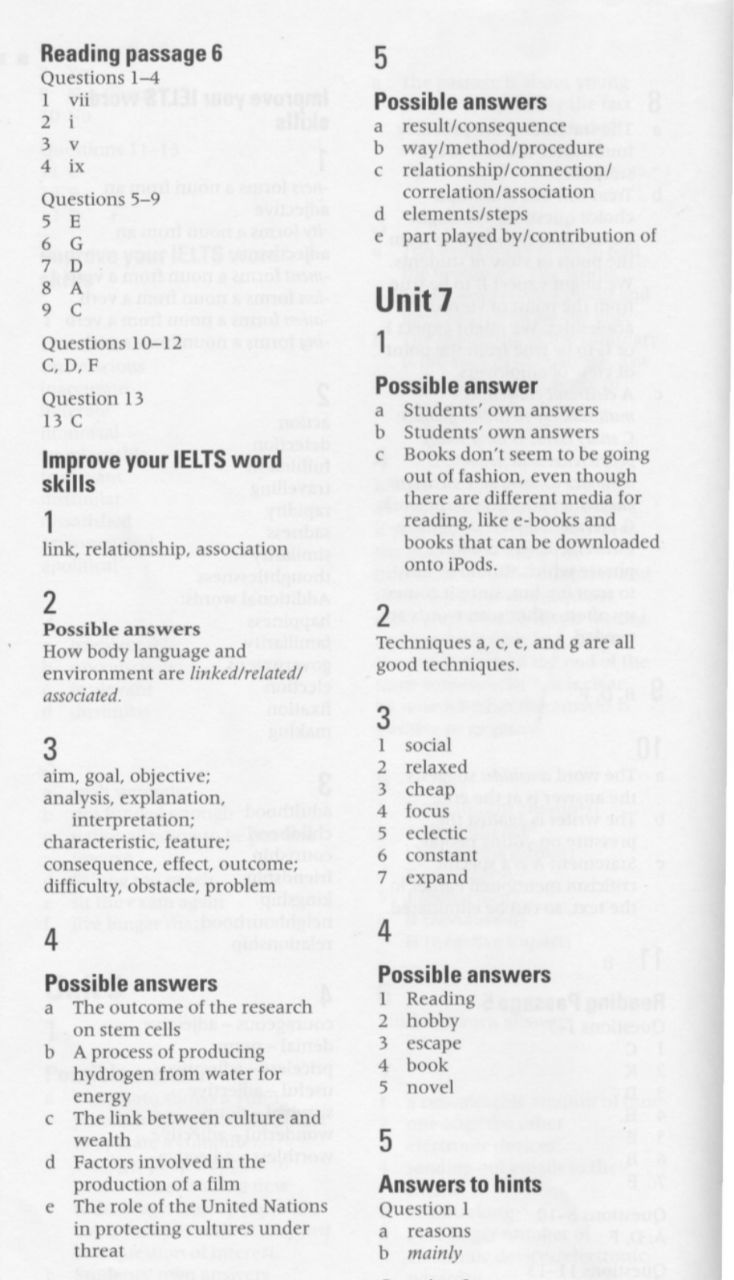 Reading passage 6
Questions 1–4
1 vii
2 i
3 v
4 ix
Questions 5–9
5 E
6 G
7 D
8 A
9 C
Questions 10–12
C, D, F
Question 13
13 C
Improve your IELTS word
skills
1
link, relationship, association
2
Possible answers
How body language and
environment are linked/related/
associated.
3
aim, goal, objective;
analysis, explanation,
interpretation;
characteristic, feature;
consequence, effect, outcome;
difficulty, obstacle, problem
4
Possible answers
a The outcome of the research
on stem cells
b A process of producing
hydrogen from water for
energy
c The link between culture and
wealth
d Factors involved in the
production of a film
e The role of the United Nations
in protecting cultures under
threat
5
Possible answers
a result/consequence
b way/method/procedure
c relationship/connection/
correlation/association
d elements/steps
e part played by/contribution of
Unit 7
1
Possible answer
a Students' own answers
b Students' own answers
c Books don't seem to be going
out of fashion, even though
there are different media for
reading, like e-books and
books that can be downloaded
onto iPods.
2
Techniques a, c, e, and g are all
good techniques.
3
1 social
2 relaxed
3 cheap
4 focus
5 eclectic
6 constant
7 expand
4
Possible answers
1 Reading
2 hobby
3 escape
4 book
5 novel
5
Answers to hints
Question 1
a reasons
b mainly